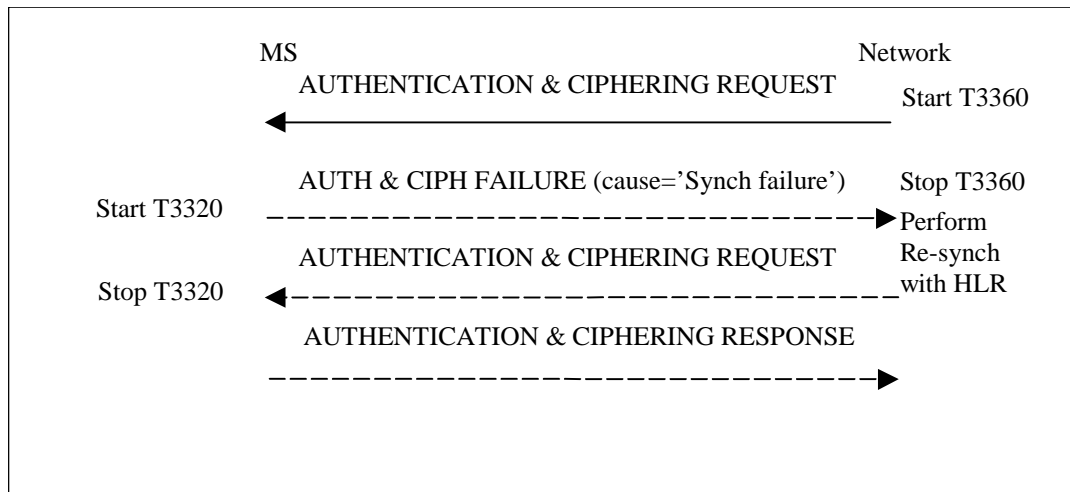 MS
Network
AUTHENTICATION & CIPHERING REQUEST
Start T3360
AUTH & CIPH FAILURE (cause=’Synch failure’)
Stop T3360
Start T3320
Perform
Re-synch
with HLR
AUTHENTICATION & CIPHERING REQUEST
Stop T3320
AUTHENTICATION & CIPHERING RESPONSE